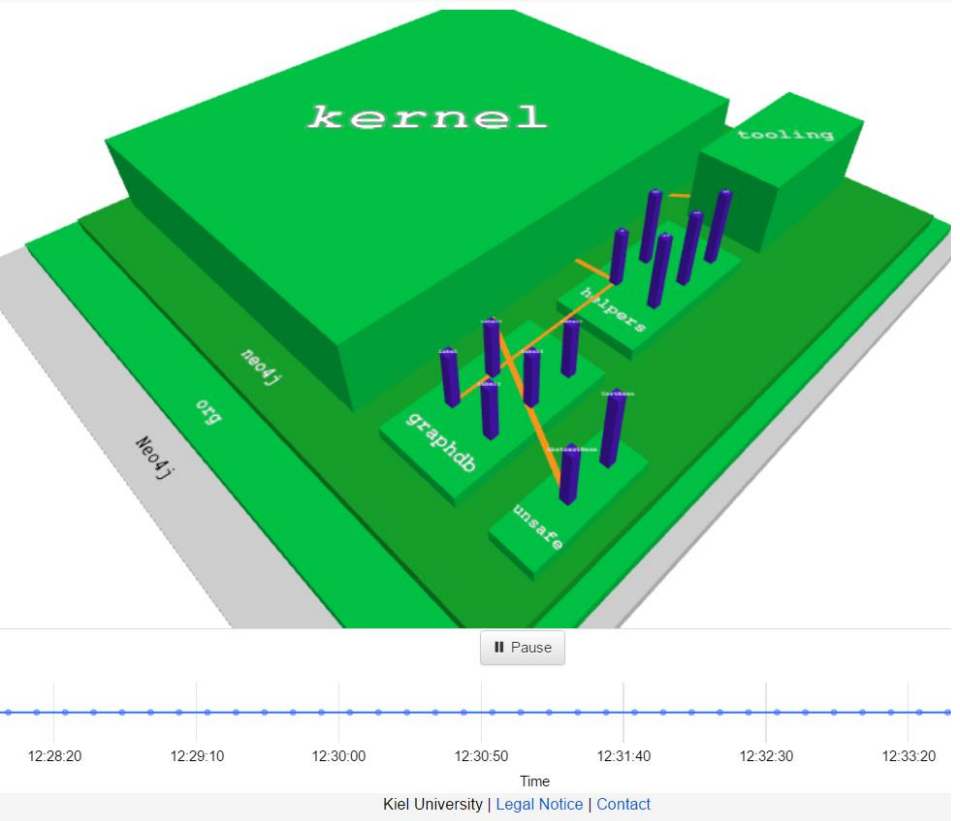 kernel
tooling
helpers
neo4j
org
Neo4j
graphdb
unsafe
Pause
12:28:20 12:29:10 12:30:00 12:30:50 12:31:40 12:32:30 12:33:20
Time
Kiel University | Legal Notice | Contact